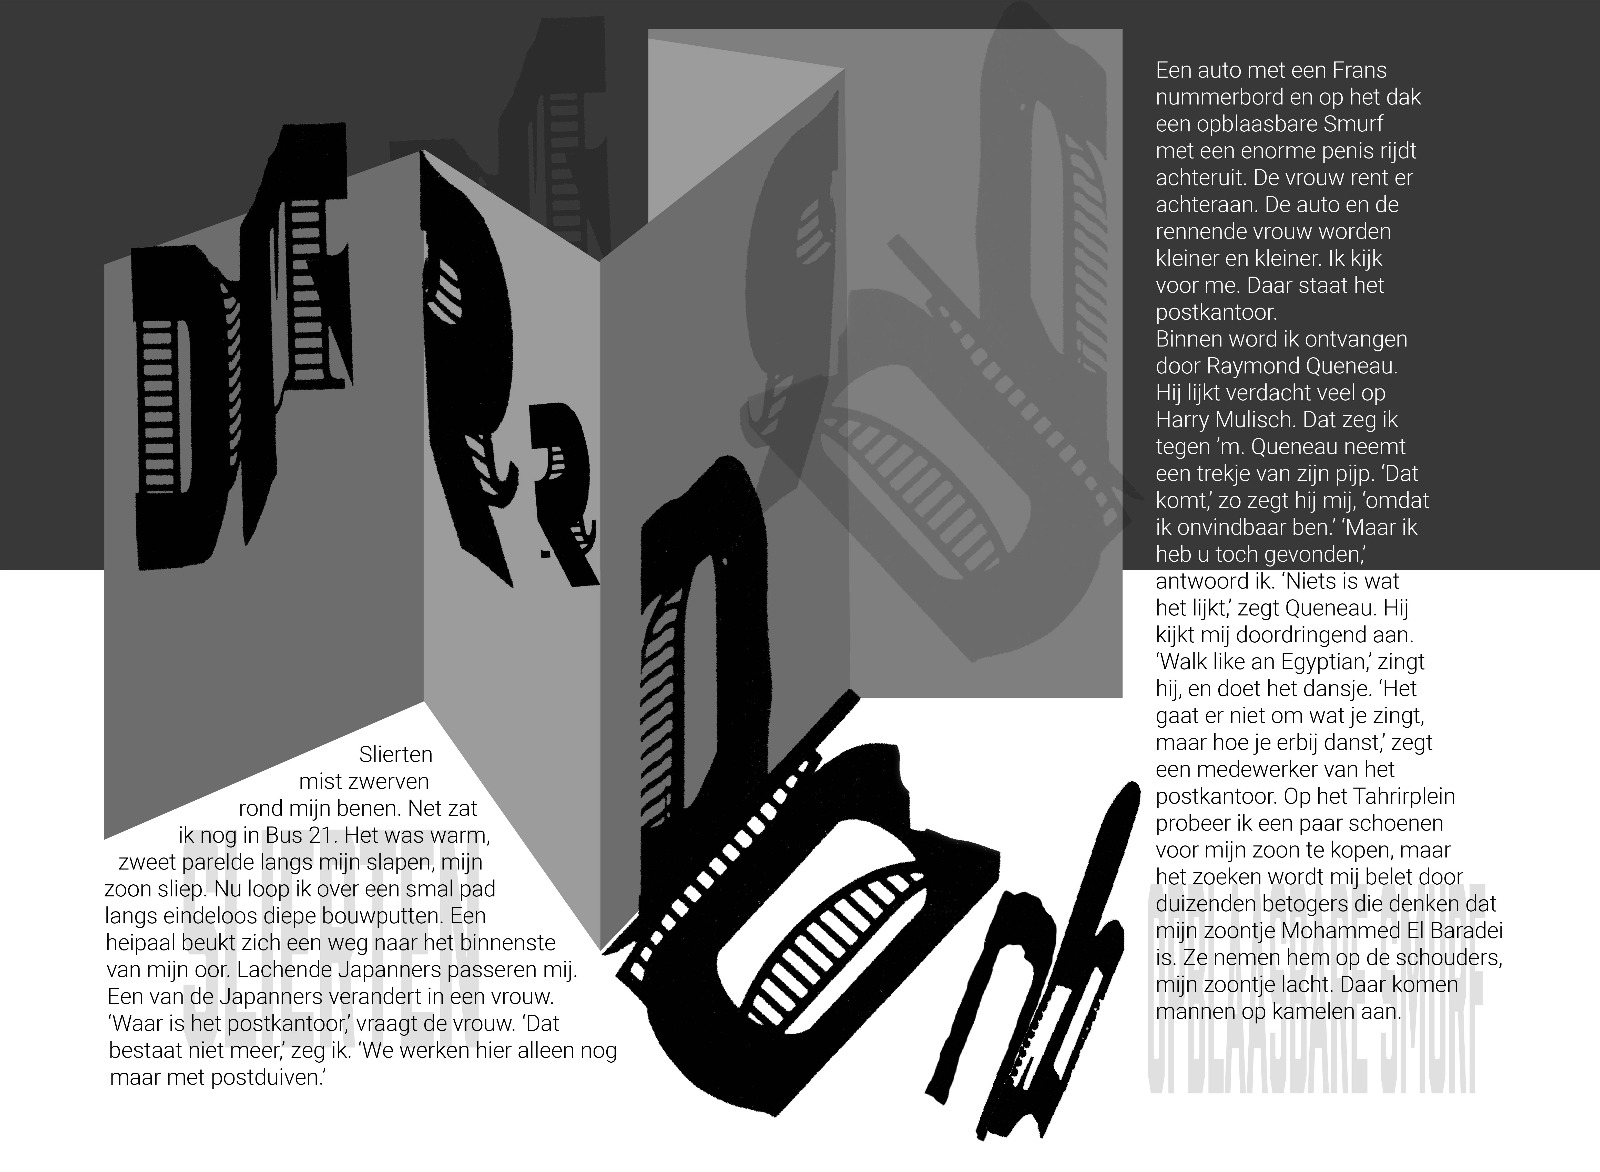 Slierten
mist zwerven
rond mijn benen. Net zat
ik nog in Bus 21. Het was warm,
zweet parelde langs mijn slapen, mijn
zoon sliep. Nu loop ik over een smal pad
langs eindeloos diepe bouwputten. Een
heipaal beukt zich een weg naar het binnenste
van mijn oor. Lachende Japanners passeren mij.
Een van de Japanners verandert in een vrouw.
‘Waar is het postkantoor,’ vraagt de vrouw. ‘Dat
bestaat niet meer,’ zeg ik. ‘We werken hier alleen nog
maar met postduiven.’
SLIERTEN
Een auto met een Frans
nummerbord en op het dak
een opblaasbare Smurf
met een enorme penis rijdt
achteruit. De vrouw rent er
achteraan. De auto en de
rennende vrouw worden
kleiner en kleiner. Ik kijk
voor me. Daar staat het
postkantoor.
Binnen word ik ontvangen
door Raymond Queneau.
Hij lijkt verdacht veel op
Harry Mulisch. Dat zeg ik
tegen ’m. Queneau neemt
een trekje van zijn pijp. ‘Dat
komt,’ zo zegt hij mij, ‘omdat
ik onvindbaar ben.’ ‘Maar ik
heb u toch gevonden,’
antwoord ik. ‘Niets is wat
het lijkt,’ zegt Queneau. Hij
kijkt mij doordringend aan.
‘Walk like an Egyptian,’ zingt
hij, en doet het dansje. ‘Het
gaat er niet om wat je zingt,
maar hoe je erbij danst,’ zegt
een medewerker van het
postkantoor. Op het Tahrirplein
probeer ik een paar schoenen
voor mijn zoon te kopen, maar
het zoeken wordt mij belet door
duizenden betogers die denken dat
mijn zoontje Mohammed El Baradei
is. Ze nemen hem op de schouders,
mijn zoontje lacht. Daar komen
mannen op kamelen aan.
OPBLAASBARE SMURF